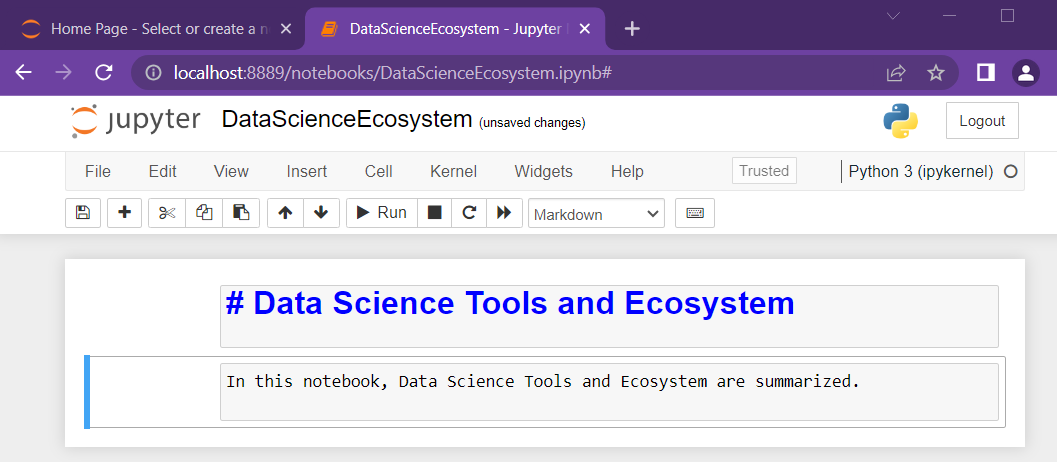 Home Page - Select or create a n
DataScienceEcosystem - Jupyter
localhost:8889/notebooks/DataScienceEcosystem.ipynb#
jupyter DataScienceEcosystem (unsaved changes) Logout
File Edit View Insert Cell Kernel Widgets Help Trusted Python 3 (ipykernel)
Run Markdown
# Data Science Tools and Ecosystem
In this notebook, Data Science Tools and Ecosystem are summarized.